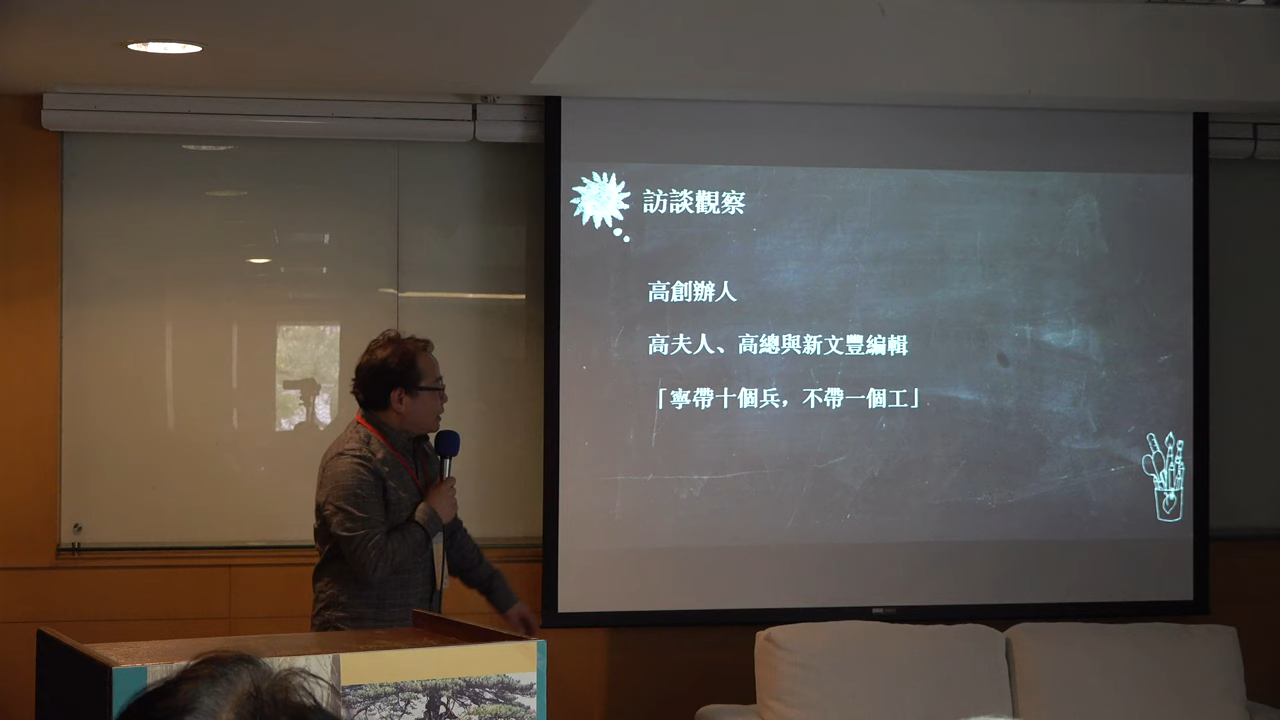 訪談觀察
高創辦人
高夫人、高總與新文豐編輯
「寧帶十個兵，不帶一個工」